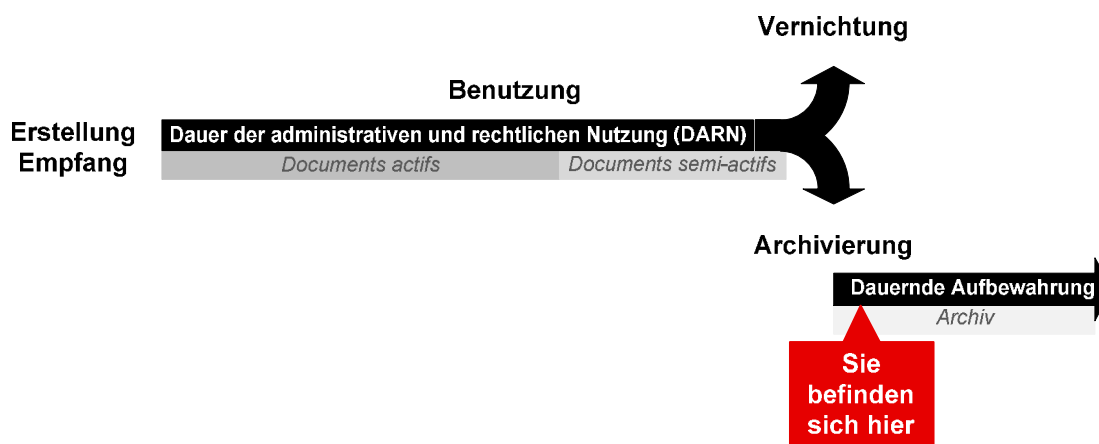 Vernichtung
Benutzung
Erstellung
Empfang
Dauer der administrativen und rechtlichen Nutzung (DARN)
Documents actifs
Documents semi-actifs
Archivierung
Dauernde Aufbewahrung
Archiv
Sie
befinden
sich hier